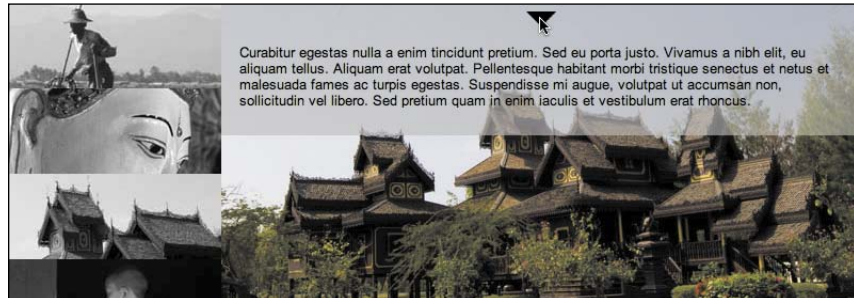 Curabitur egestas nulla a enim tincidunt pretium. Sed eu porta justo. Vivamus a nibh elit, eu
aliquam tellus. Aliquam erat volutpat. Pellentesque habitant morbi tristique senectus et netus et
malesuada fames ac turpis egestas. Suspendisse mi augue, volutpat ut accumsan non,
sollicitudin vel libero. Sed pretium quam in enim iaculis et vestibulum erat rhoncus.